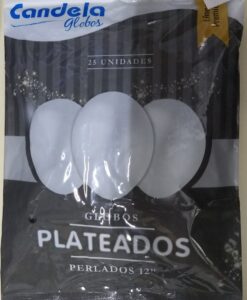 Candela
Globos
25 UNIDADES
GLOBOS
PLATEADOS
PERLADOS 12"